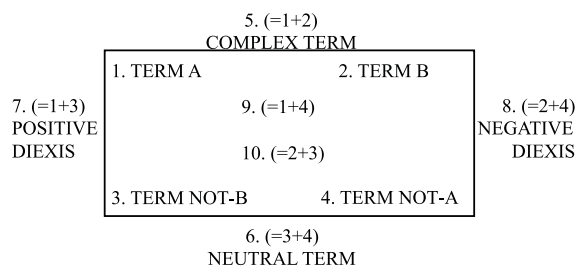 5. (=1+2)
COMPLEX TERM
1. TERM A
2. TERM B
7. (=1+3)
POSITIVE
DIEXIS
9. (=1+4)
10. (=2+3)
8. (=2+4)
NEGATIVE
DIEXIS
3. TERM NOT-B
4. TERM NOT-A
6. (=3+4)
NEUTRAL TERM